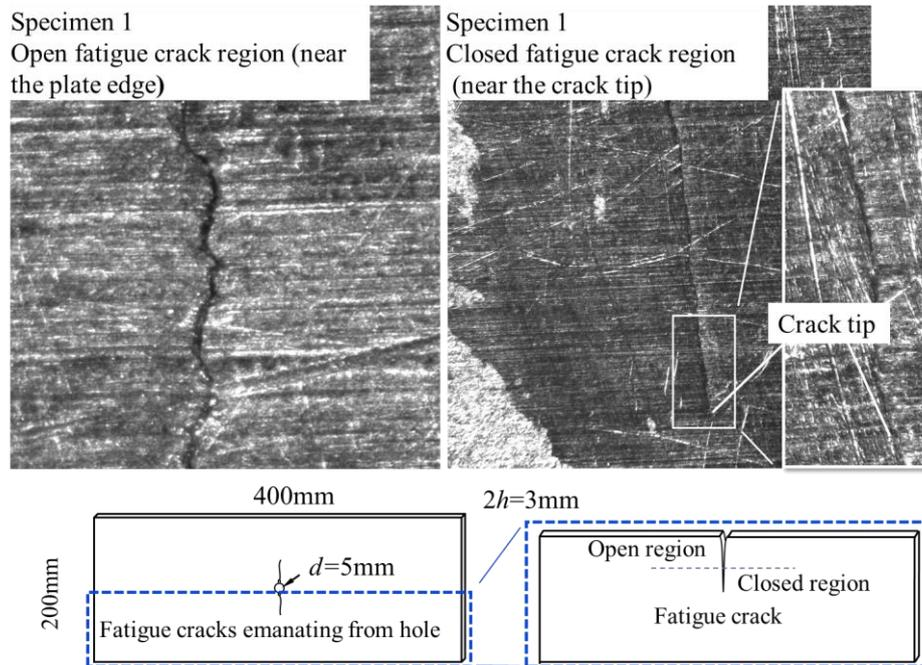 Specimen 1
Open fatigue crack region (near
the plate edge)
Specimen 1
Closed fatigue crack region
(near the crack tip)
Crack tip
400mm
200mm
d=5mm
Fatigue cracks emanating from hole
2h=3mm
Open region
Closed region
Fatigue crack